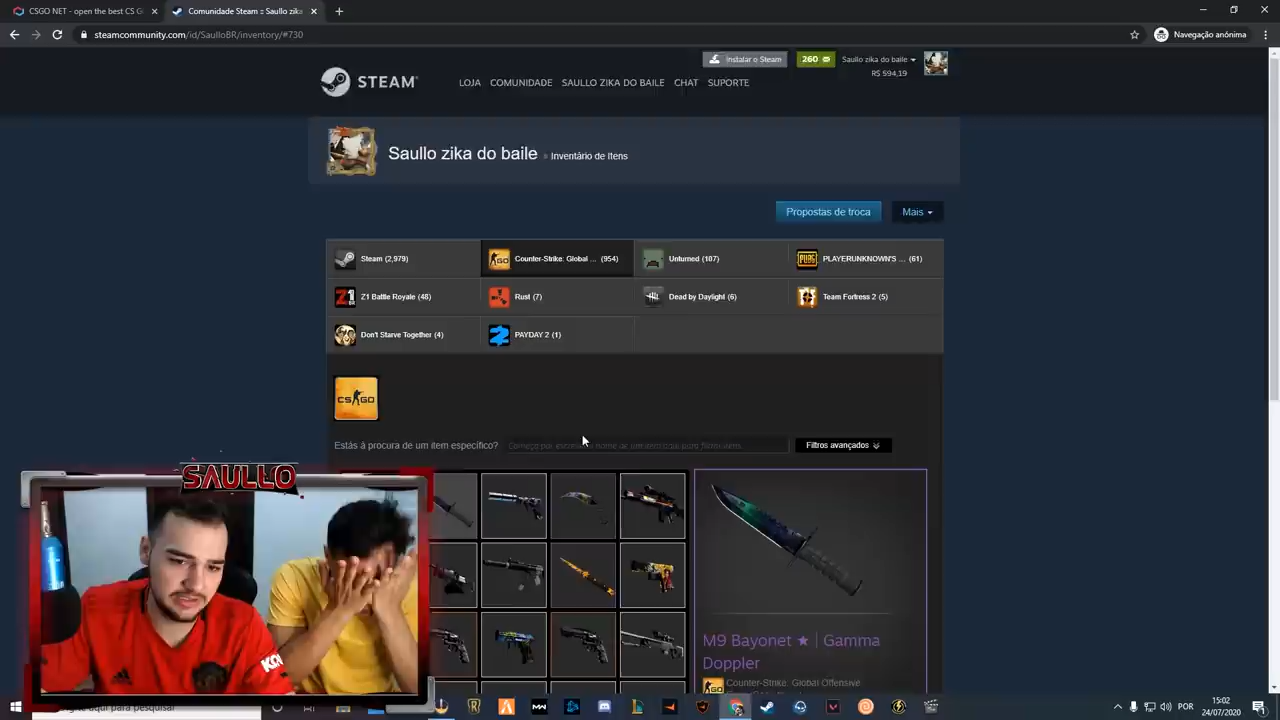 CSGO NET - open the best CS G
Comunidade Steam :: Saullo zik
steamcommunity.com/id/SaulloBR/inventory/#730
Navegação anónima
Instalar o Steam
260
Saullo zika do baile
R$ 594,19
STEAM
LOJA
COMUNIDADE
SAULLO ZIKA DO BAILE
CHAT
SUPORTE
Saullo zika do baile » Inventário de Itens
Propostas de troca
Mais
Steam (2,979)
Counter-Strike: Global ... (954)
Unturned (107)
PLAYERUNKNOWN'S ... (61)
Z1 Battle Royale (48)
Rust (7)
Dead by Daylight (6)
Team Fortress 2 (5)
Don't Starve Together (4)
PAYDAY 2 (1)
CS GO
Estás à procura de um item específico?
Filtros avançados
SAULLO
M9 Bayonet ★ | Gamma
Doppler
Counter-Strike: Global Offensive
aqui para pesquisar
POR
15:02
24/07/2020